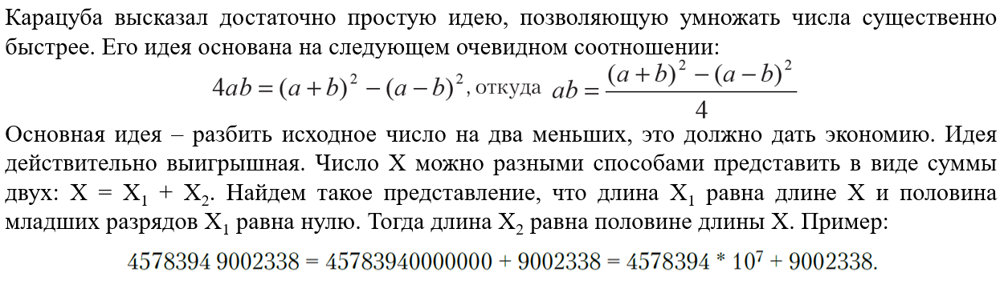 Карацуба высказал достаточно простую идею, позволяющую умножать числа существенно
быстрее. Его идея основана на следующем очевидном соотношении:
4ab = (a + b)² − (a − b)², откуда ab = ((a + b)² − (a − b)²) / 4
Основная идея – разбить исходное число на два меньших, это должно дать экономию. Идея
действительно выигрышная. Число X можно разными способами представить в виде суммы
двух: X = X₁ + X₂. Найдем такое представление, что длина X₁ равна длине X и половина
младших разрядов X₁ равна нулю. Тогда длина X₂ равна половине длины X. Пример:
4578394 9002338 = 45783940000000 + 9002338 = 4578394 * 10⁷ + 9002338.